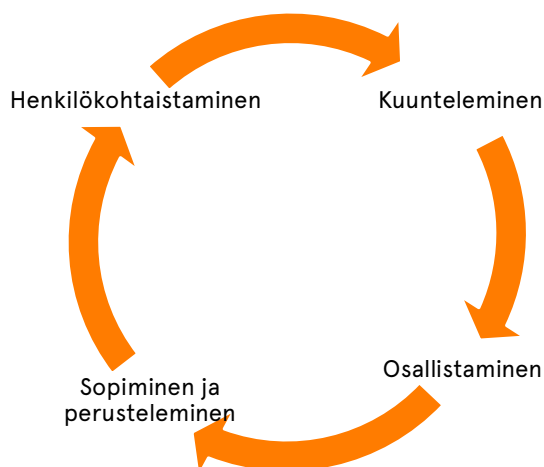 Henkilökohtaistaminen
Kuunteleminen
Osallistaminen
Sopiminen ja
perusteleminen